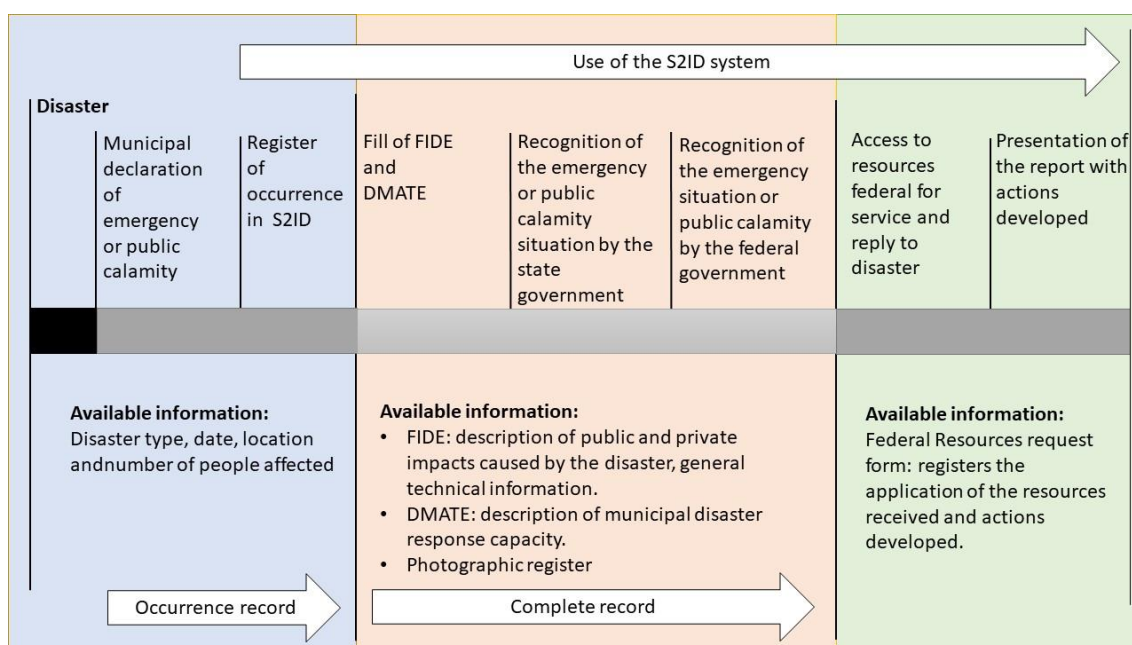 Use of the S2ID system
Disaster
Municipal
declaration
of
emergency
or public
calamity
Register
of
occurrence
in S2ID
Fill of FIDE
and
DMATE
Recognition of
the emergency
or public
calamity
situation by the
state
government
Recognition of
the emergency
situation or
public calamity
by the federal
government
Access to
resources
federal for
service and
reply to
disaster
Presentation of
the report with
actions
developed
Available information:
Disaster type, date, location
andnumber of people affected
Available information:
• FIDE: description of public and private
impacts caused by the disaster, general
technical information.
• DMATE: description of municipal disaster
response capacity.
• Photographic register
Available information:
Federal Resources request
form: registers the
application of the resources
received and actions
developed.
Occurrence record
Complete record